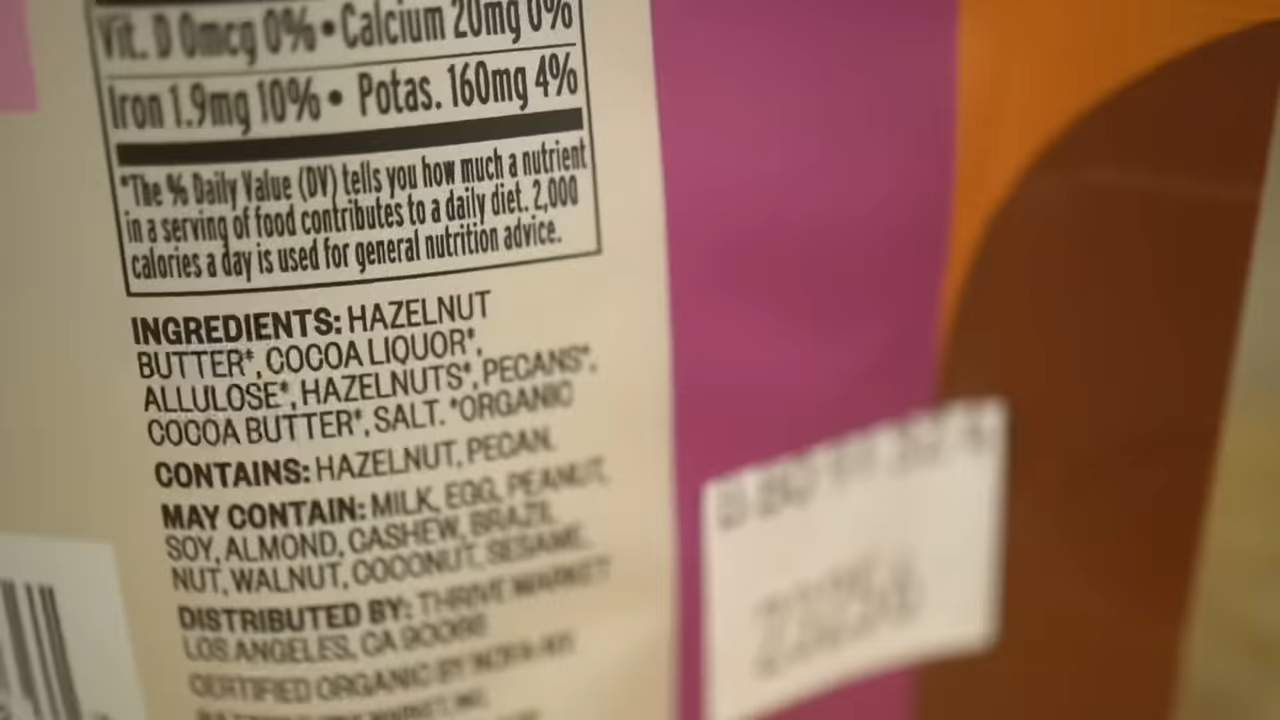 Vit. D 0mcg 0% • Calcium 20mg 0%
Iron 1.9mg 10% • Potas. 160mg 4%
*The % Daily Value (DV) tells you how much a nutrient
in a serving of food contributes to a daily diet. 2,000
calories a day is used for general nutrition advice.
INGREDIENTS: HAZELNUT
BUTTER*, COCOA LIQUOR*,
ALLULOSE*, HAZELNUTS*, PECANS*,
COCOA BUTTER*, SALT. *ORGANIC
CONTAINS: HAZELNUT, PECAN.
MAY CONTAIN: MILK, EGG, PEANUT,
SOY, ALMOND, CASHEW, BRAZIL
NUT, WALNUT, COCONUT, SESAME.
DISTRIBUTED BY: THRIVE MARKET
LOS ANGELES, CA
CERTIFIED ORGANIC BY